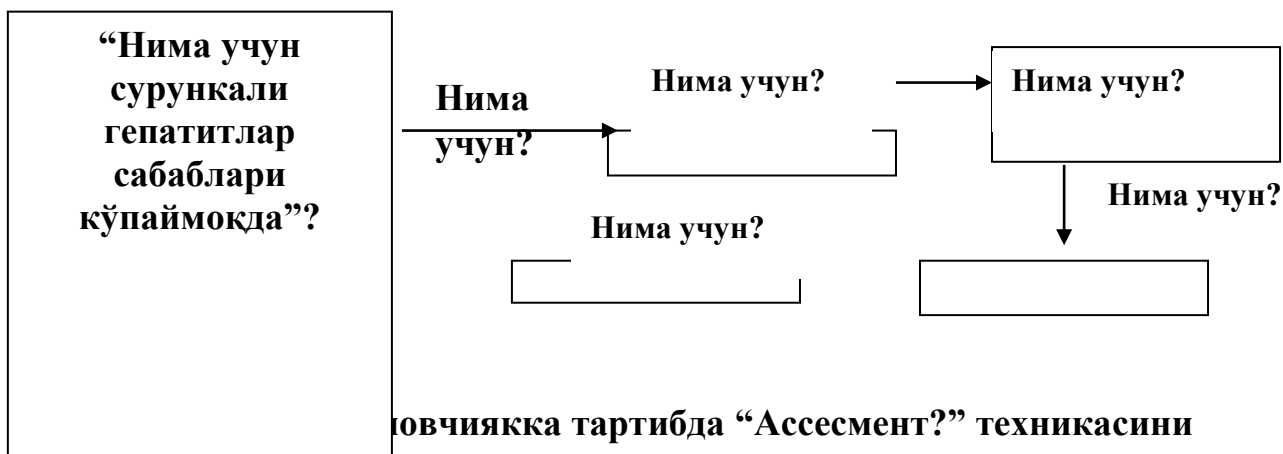 “Нима учун
сурункали
гепатитлар
сабаблари
кўпаймоқда”?
Нима
учун?
Нима учун?
Нима учун?
Нима учун?
Нима учун?
тартибда “Ассесмент?” техникасини